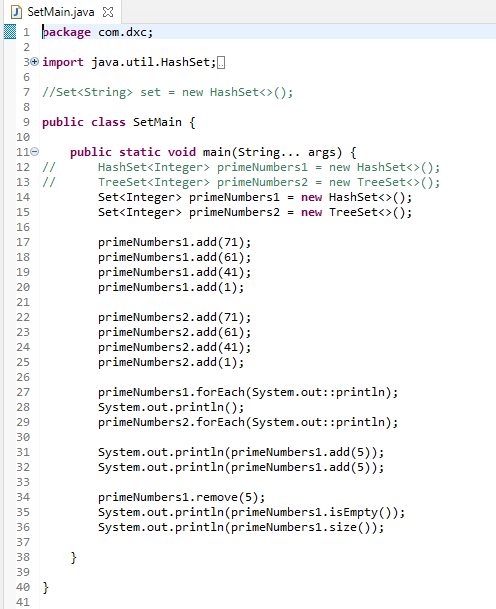 SetMain.java
1 package com.dxc;
2
3 import java.util.HashSet;
6
7 //Set<String> set = new HashSet<>();
8
9 public class SetMain {
10
11     public static void main(String... args) {
12 //      HashSet<Integer> primeNumbers1 = new HashSet<>();
13 //      TreeSet<Integer> primeNumbers2 = new TreeSet<>();
14         Set<Integer> primeNumbers1 = new HashSet<>();
15         Set<Integer> primeNumbers2 = new TreeSet<>();
16
17         primeNumbers1.add(71);
18         primeNumbers1.add(61);
19         primeNumbers1.add(41);
20         primeNumbers1.add(1);
21
22         primeNumbers2.add(71);
23         primeNumbers2.add(61);
24         primeNumbers2.add(41);
25         primeNumbers2.add(1);
26
27         primeNumbers1.forEach(System.out::println);
28         System.out.println();
29         primeNumbers2.forEach(System.out::println);
30
31         System.out.println(primeNumbers1.add(5));
32         System.out.println(primeNumbers1.add(5));
33
34         primeNumbers1.remove(5);
35         System.out.println(primeNumbers1.isEmpty());
36         System.out.println(primeNumbers1.size());
37
38     }
39
40 }
41